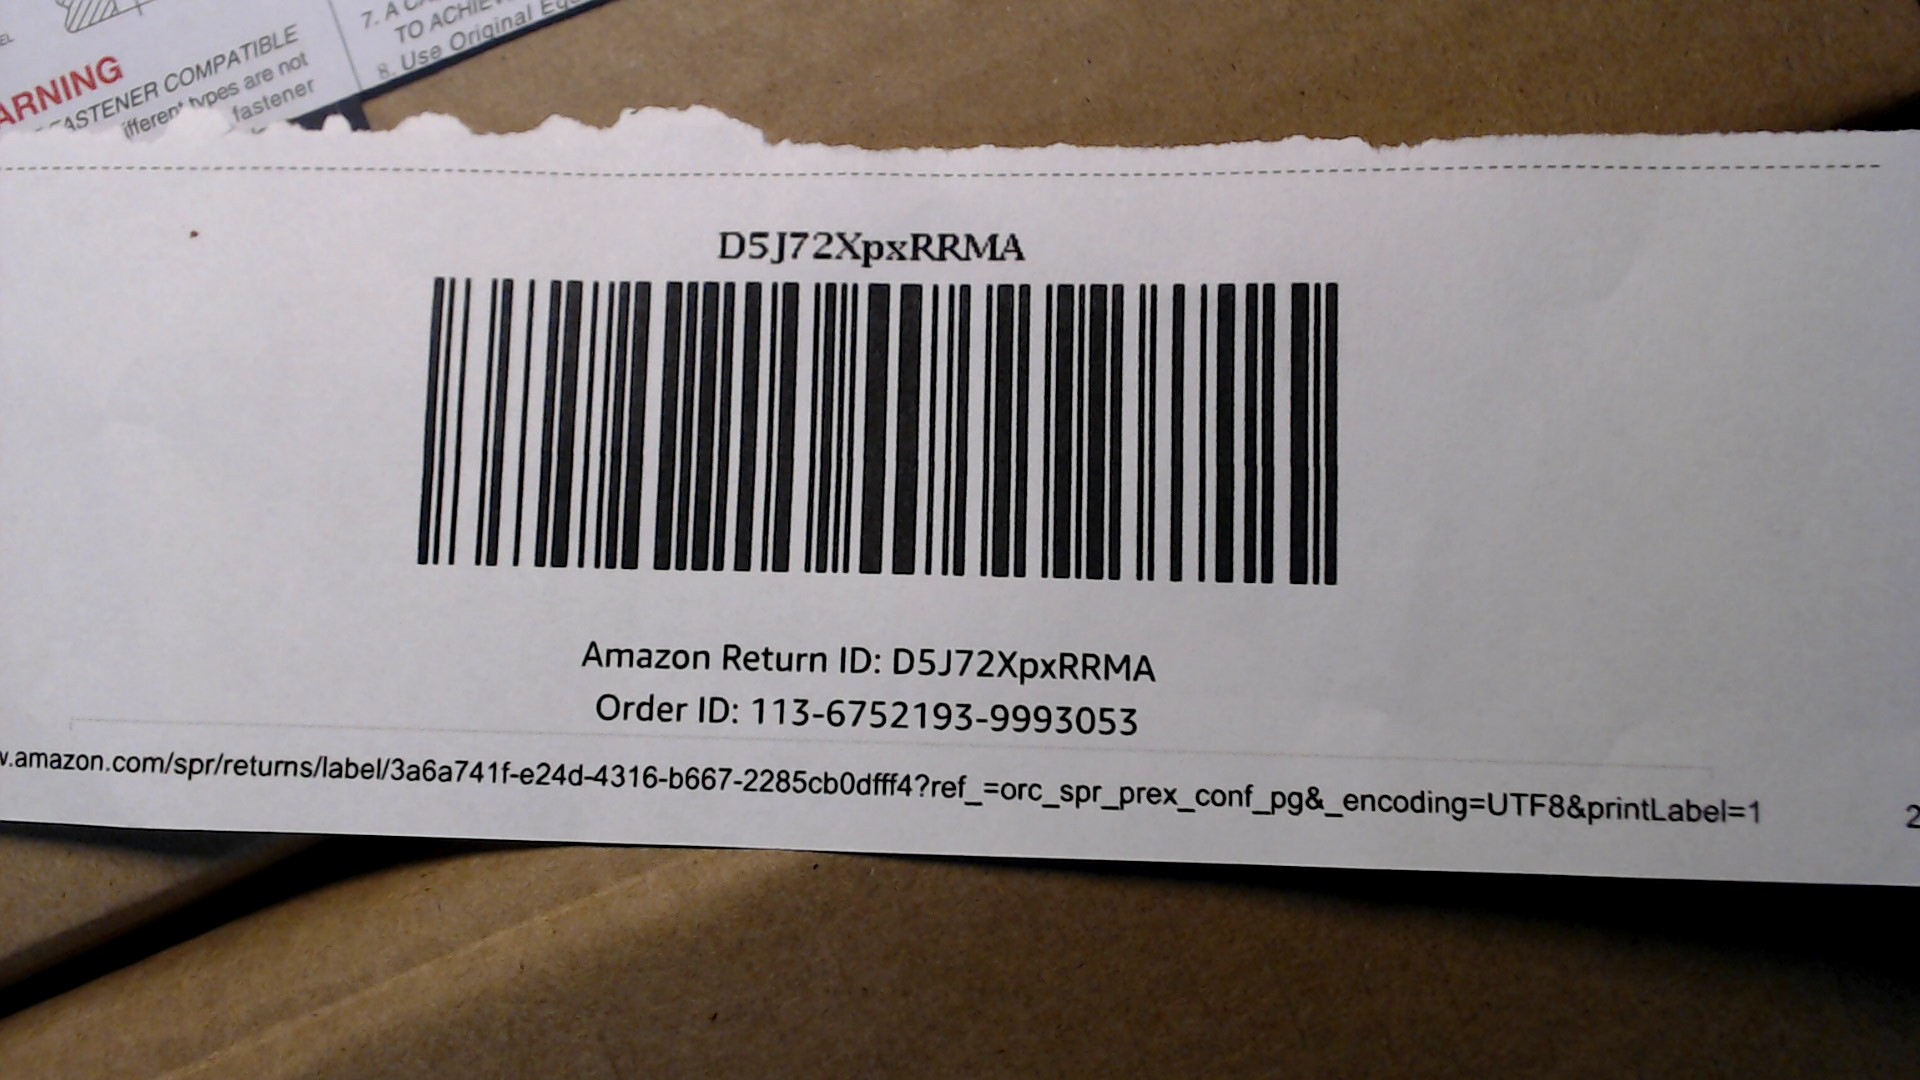 7. A
TO ACHIE
8. Use Original Equ
ARNING
FASTENER COMPATIBLE
ifferent types are not
fastener
D5J72XpxRRMA
Amazon Return ID: D5J72XpxRRMA
Order ID: 113-6752193-9993053
v.amazon.com/spr/returns/label/3a6a741f-e24d-4316-b667-2285cb0dfff4?ref_=orc_spr_prex_conf_pg&_encoding=UTF8&printLabel=1
2